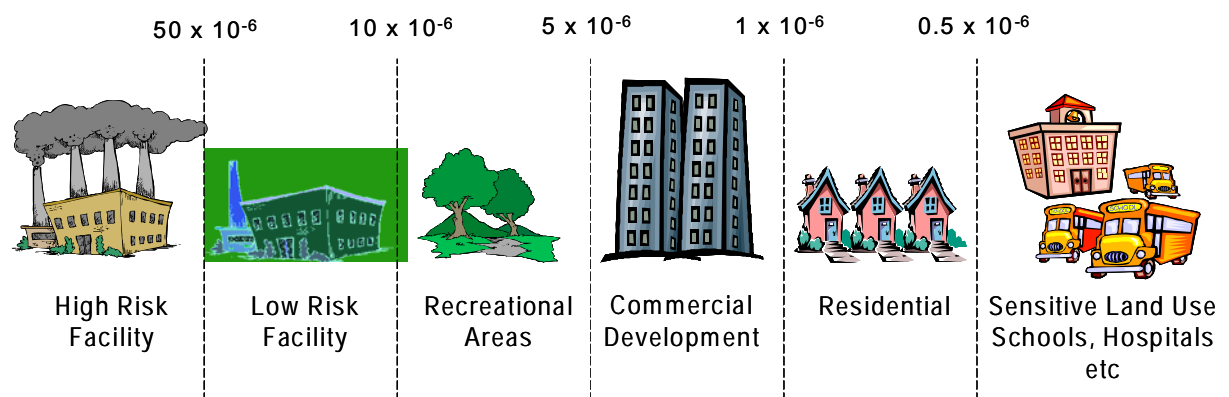 50 x 10⁻⁶ 10 x 10⁻⁶ 5 x 10⁻⁶ 1 x 10⁻⁶ 0.5 x 10⁻⁶
SCHOOL
High Risk
Facility
Low Risk
Facility
Recreational
Areas
Commercial
Development
Residential
Sensitive Land Use
Schools, Hospitals
etc